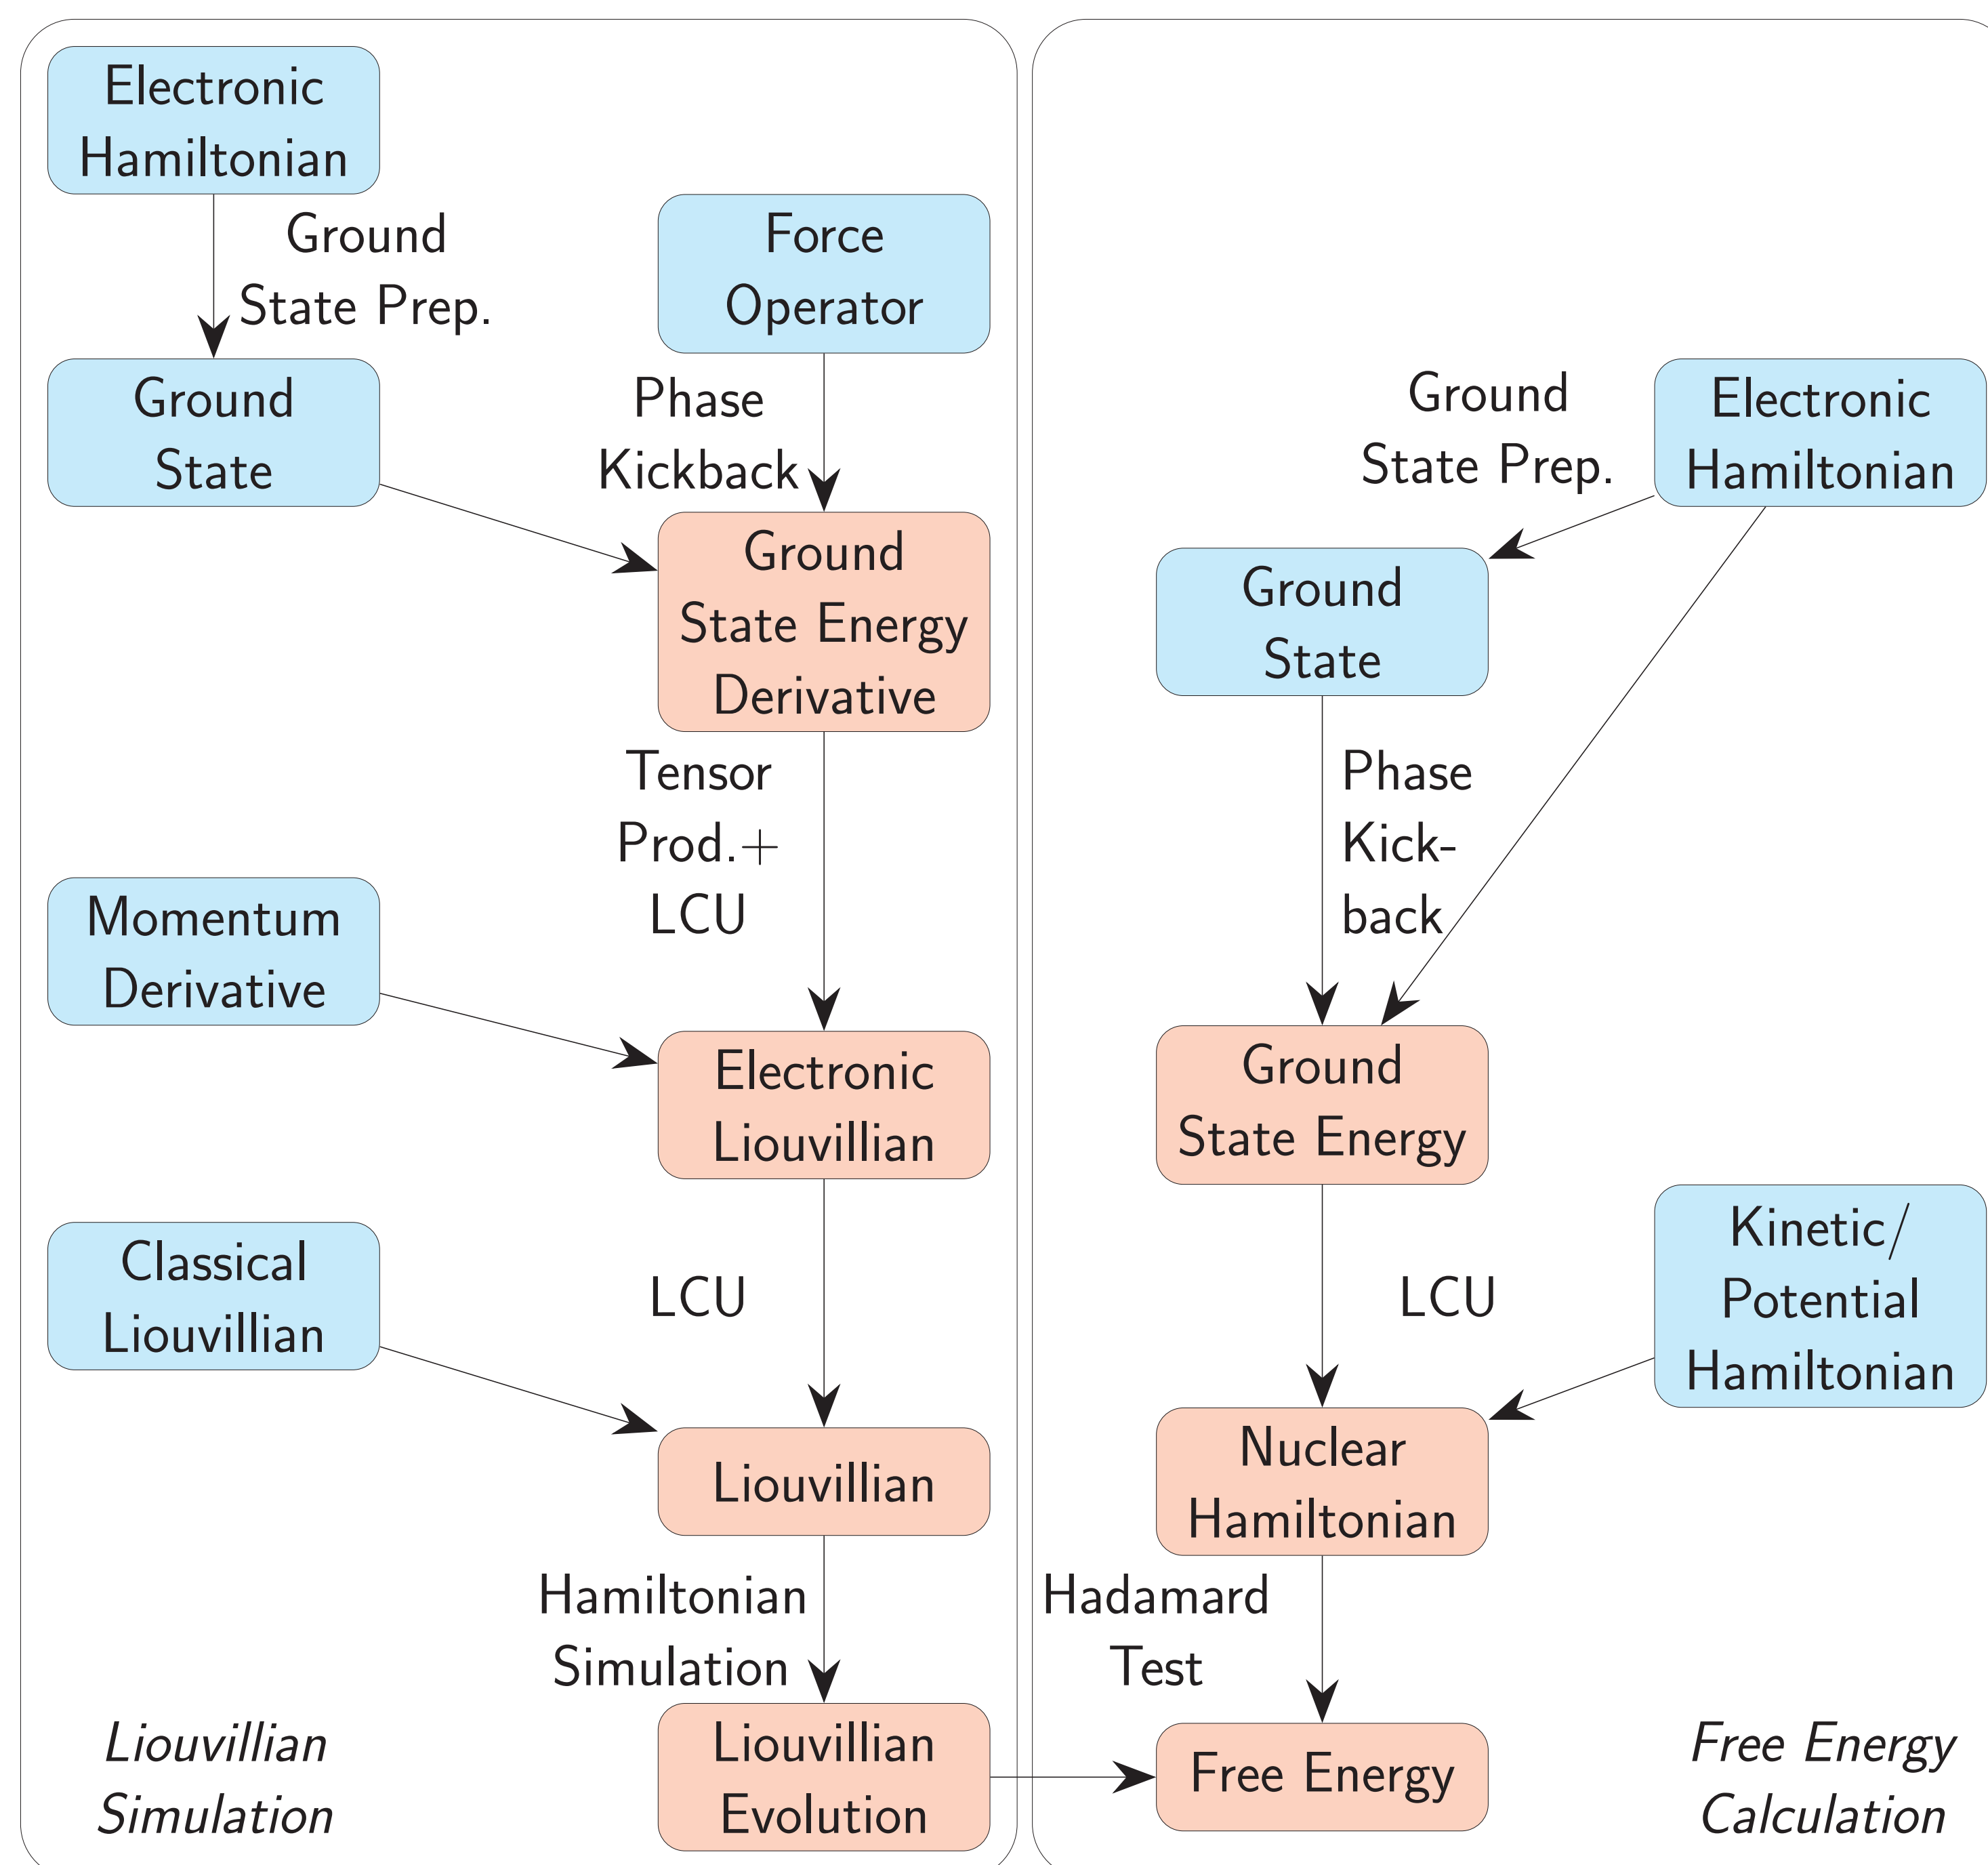 Electronic
Hamiltonian
Ground
State Prep.
Ground
State
Force
Operator
Phase
Kickback
Ground
State Energy
Derivative
Tensor
Prod.+
LCU
Momentum
Derivative
Electronic
Liouvillian
Classical
Liouvillian
LCU
Liouvillian
Hamiltonian
Simulation
Liouvillian
Evolution
Liouvillian
Simulation
Electronic
Hamiltonian
Ground
State Prep.
Ground
State
Phase
Kick-
back
Ground
State Energy
Kinetic/
Potential
Hamiltonian
LCU
Nuclear
Hamiltonian
Hadamard
Test
Free Energy
Free Energy
Calculation